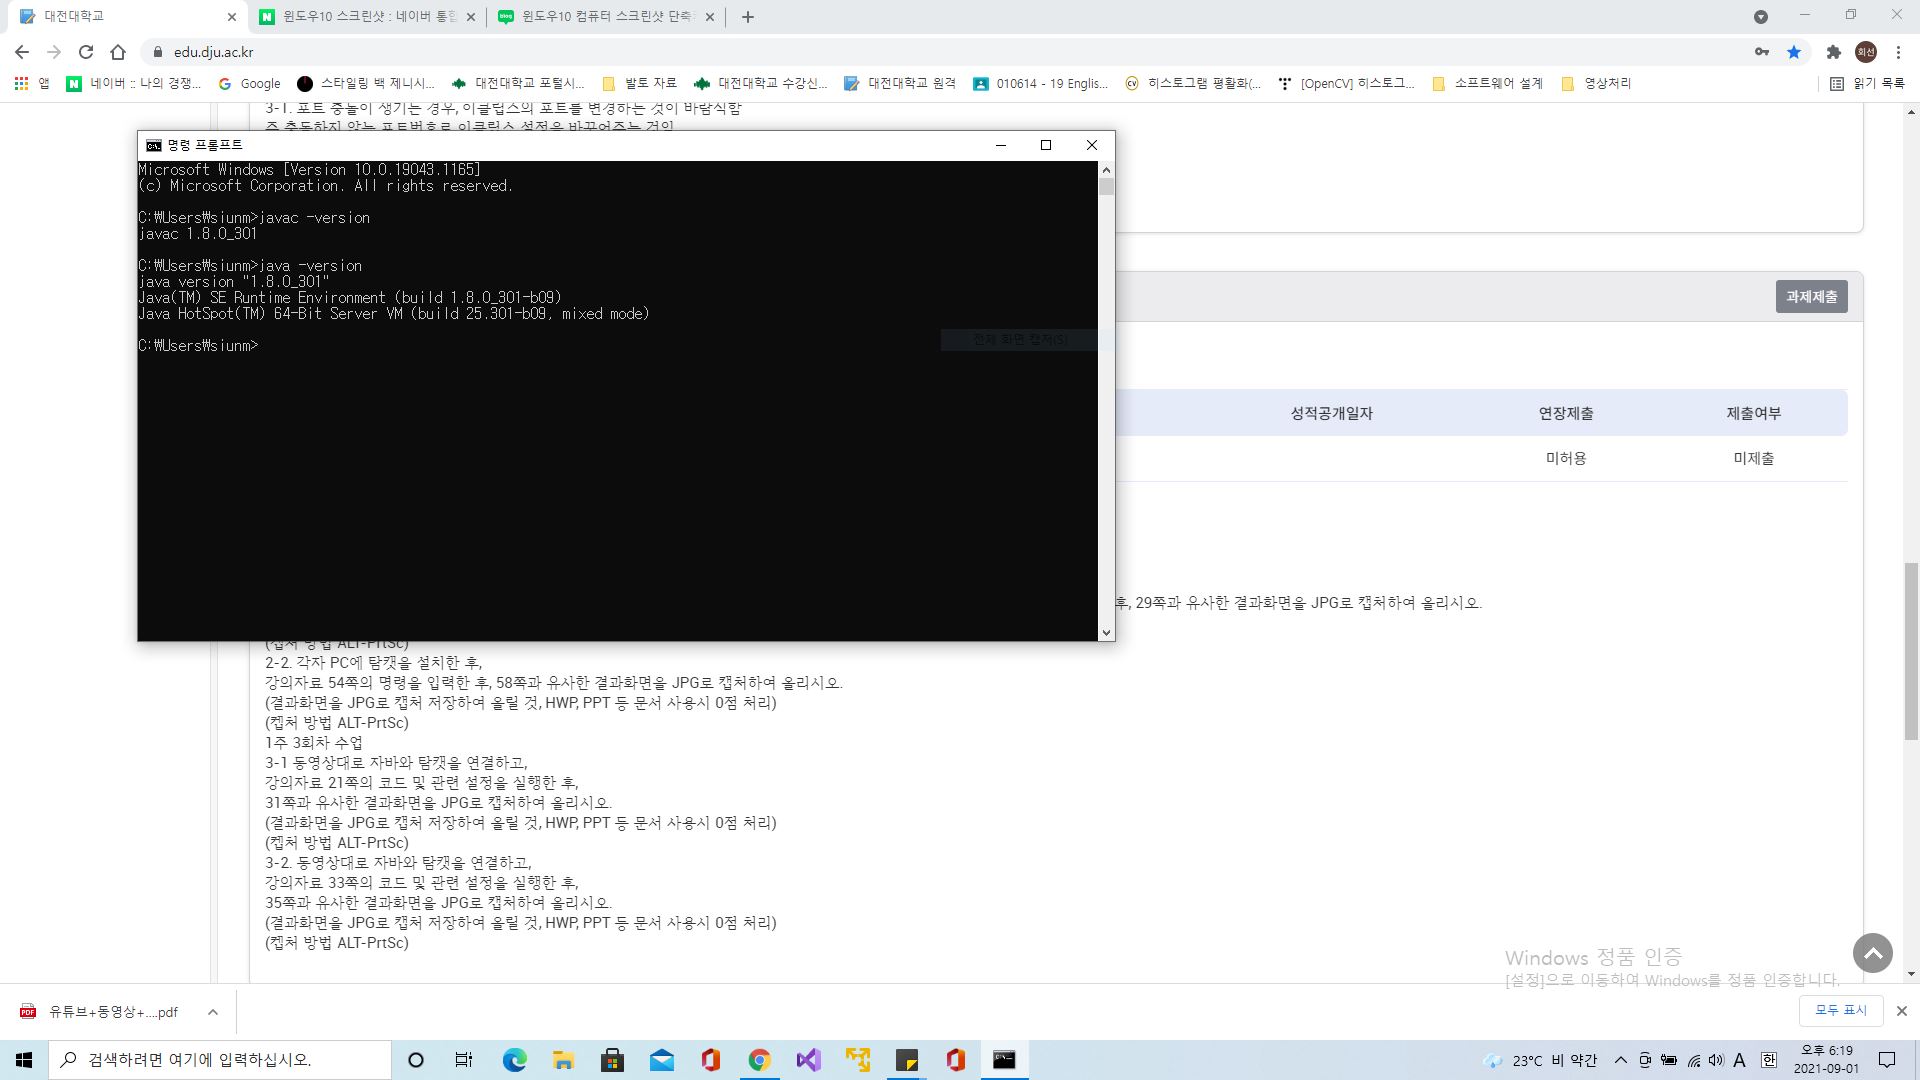 대전대학교
윈도우10 스크린샷 : 네이버 통합
윈도우10 컴퓨터 스크린샷 단축
edu.dju.ac.kr
회선
앱
네이버 :: 나의 경쟁...
Google
스타일링 백 제니시...
대전대학교 포털시...
발토 자료
대전대학교 수강신...
대전대학교 원격
010614 - 19 Englis...
히스토그램 평활화(...
[OpenCV] 히스토그...
소프트웨어 설계
영상처리
읽기 목록
3-1. 포트 충돌이 생기는 경우, 이클립스의 포트를 변경하는 것이 바람직함
즉 충돌하지 않는 포트번호로 이클립스 설정을 바꾸어주는 것임
명령 프롬프트
Microsoft Windows [Version 10.0.19043.1165]
(c) Microsoft Corporation. All rights reserved.
C:₩Users₩siunm>javac -version
javac 1.8.0_301
C:₩Users₩siunm>java -version
java version "1.8.0_301"
Java(TM) SE Runtime Environment (build 1.8.0_301-b09)
Java HotSpot(TM) 64-Bit Server VM (build 25.301-b09, mixed mode)
C:₩Users₩siunm>
전체 화면 캡처(S)
과제제출
성적공개일자
연장제출
제출여부
미허용
미제출
후, 29쪽과 유사한 결과화면을 JPG로 캡처하여 올리시오.
(캡처 방법 ALT-PrtSc)
2-2. 각자 PC에 탐캣을 설치한 후,
강의자료 54쪽의 명령을 입력한 후, 58쪽과 유사한 결과화면을 JPG로 캡처하여 올리시오.
(결과화면을 JPG로 캡처 저장하여 올릴 것, HWP, PPT 등 문서 사용시 0점 처리)
(캡처 방법 ALT-PrtSc)
1주 3회차 수업
3-1 동영상대로 자바와 탐캣을 연결하고,
강의자료 21쪽의 코드 및 관련 설정을 실행한 후,
31쪽과 유사한 결과화면을 JPG로 캡처하여 올리시오.
(결과화면을 JPG로 캡처 저장하여 올릴 것, HWP, PPT 등 문서 사용시 0점 처리)
(캡처 방법 ALT-PrtSc)
3-2. 동영상대로 자바와 탐캣을 연결하고,
강의자료 33쪽의 코드 및 관련 설정을 실행한 후,
35쪽과 유사한 결과화면을 JPG로 캡처하여 올리시오.
(결과화면을 JPG로 캡처 저장하여 올릴 것, HWP, PPT 등 문서 사용시 0점 처리)
(캡처 방법 ALT-PrtSc)
Windows 정품 인증
[설정]으로 이동하여 Windows를 정품 인증합니다.
유튜브+동영상+....pdf
모두 표시
검색하려면 여기에 입력하십시오.
23°C 비 약간
A
한
오후 6:19
2021-09-01